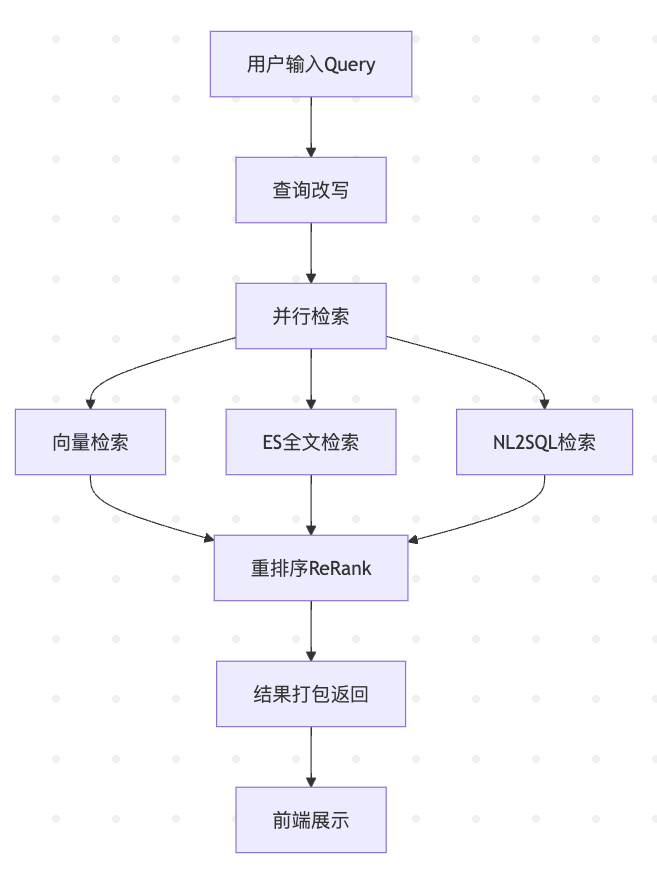 用户输入Query
查询改写
并行检索
向量检索
ES全文检索
NL2SQL检索
重排序ReRank
结果打包返回
前端展示